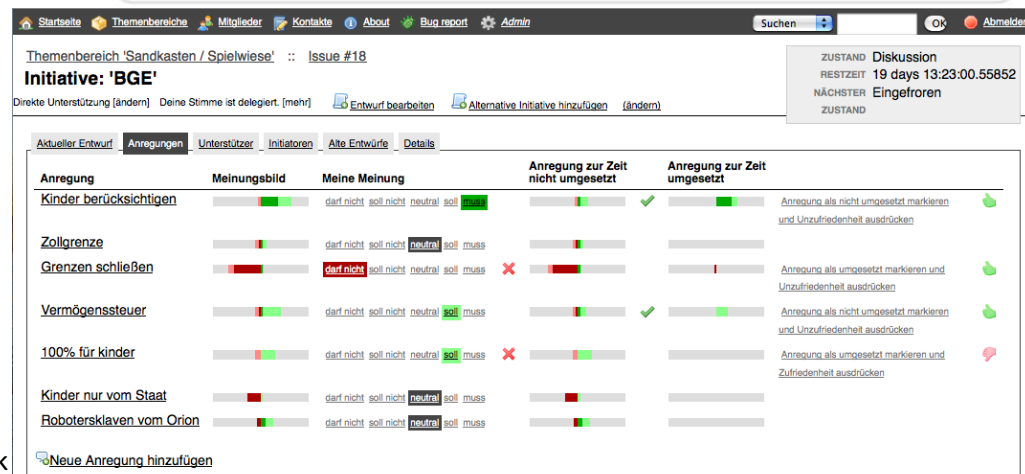 Startseite Themenbereiche Mitglieder Kontakte About Bug report Admin Suchen OK Abmelden
Themenbereich 'Sandkasten / Spielwiese' :: Issue #18
Initiative: 'BGE'
ZUSTAND Diskussion
RESTZEIT 19 days 13:23:00.55852
NÄCHSTER Eingefroren
ZUSTAND
Direkte Unterstützung [ändern] Deine Stimme ist delegiert. [mehr] Entwurf bearbeiten Alternative Initiative hinzufügen (ändern)
Aktueller Entwurf Anregungen Unterstützer Initiatoren Alte Entwürfe Details
Anregung Meinungsbild Meine Meinung Anregung zur Zeit nicht umgesetzt Anregung zur Zeit umgesetzt
Kinder berücksichtigen darf nicht soll nicht neutral soll muss Anregung als nicht umgesetzt markieren
und Unzufriedenheit ausdrücken
Zollgrenze darf nicht soll nicht neutral soll muss
Grenzen schließen darf nicht soll nicht neutral soll muss Anregung als umgesetzt markieren und
Unzufriedenheit ausdrücken
Vermögenssteuer darf nicht soll nicht neutral soll muss Anregung als nicht umgesetzt markieren
und Unzufriedenheit ausdrücken
100% für kinder darf nicht soll nicht neutral soll muss Anregung als umgesetzt markieren und
Zufriedenheit ausdrücken
Kinder nur vom Staat darf nicht soll nicht neutral soll muss
Robotersklaven vom Orion darf nicht soll nicht neutral soll muss
k Neue Anregung hinzufügen